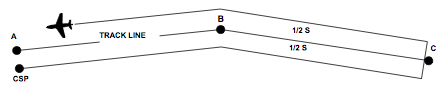 B
1/2 S
A
TRACK LINE
1/2 S
C
CSP